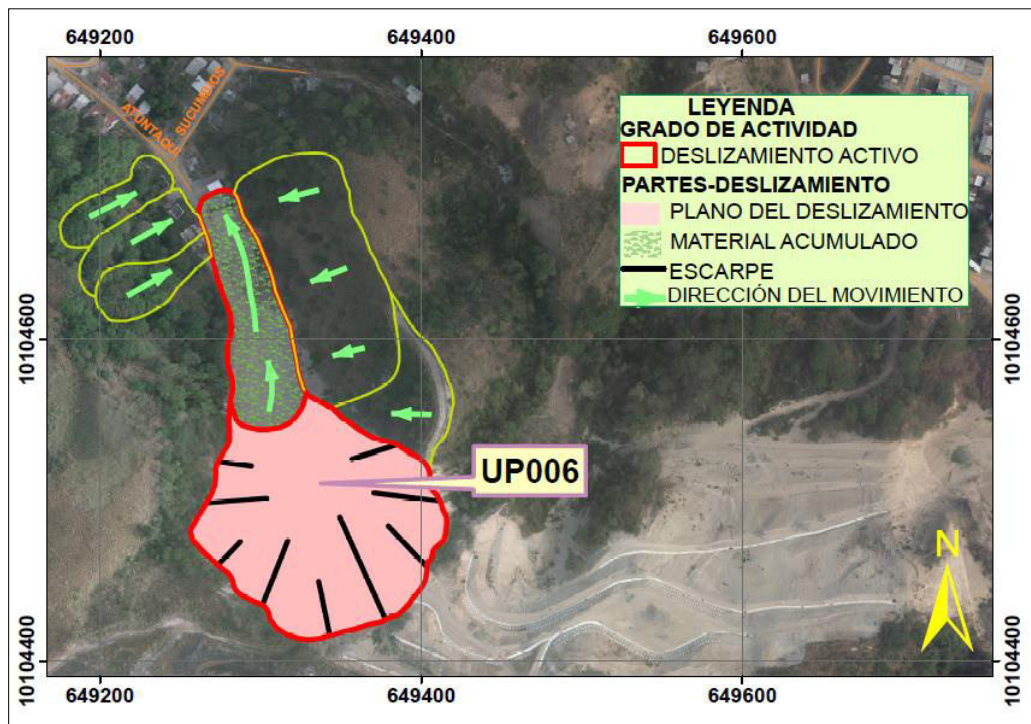 649200 649400 649600
ATUNTAQUI
SUCUMBIOS
LEYENDA
GRADO DE ACTIVIDAD
DESLIZAMIENTO ACTIVO
PARTES-DESLIZAMIENTO
PLANO DEL DESLIZAMIENTO
MATERIAL ACUMULADO
ESCARPE
DIRECCIÓN DEL MOVIMIENTO
10104600 10104600
UP006
N
10104400 10104400
649200 649400 649600